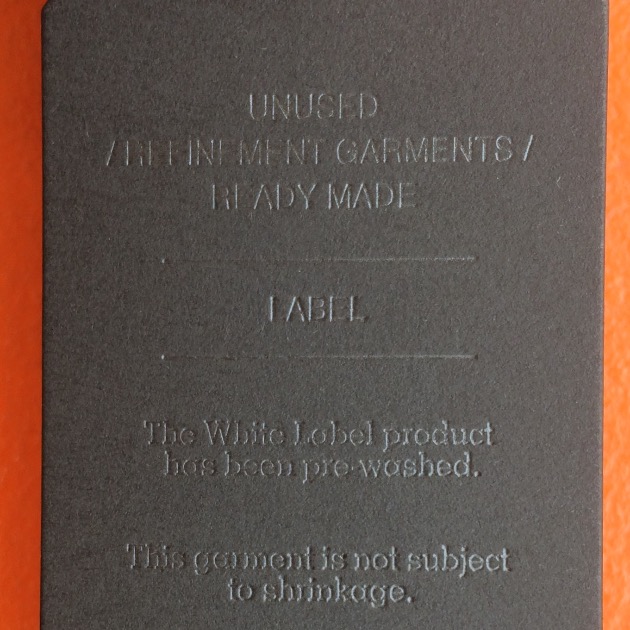 UNUSED
/ REFINEMENT GARMENTS /
READY MADE
LABEL
The White Label product
has been pre-washed.
This garment is not subject
to shrinkage.